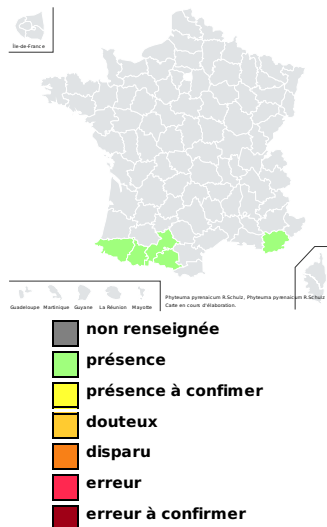 Île-de-France
Guadeloupe Martinique Guyane La Réunion Mayotte
Phyteuma pyrenaicum R.Schulz, Phyteuma pyrenaicum R.Schulz
Carte en cours d'élaboration.
non renseignée
présence
présence à confimer
douteux
disparu
erreur
erreur à confirmer